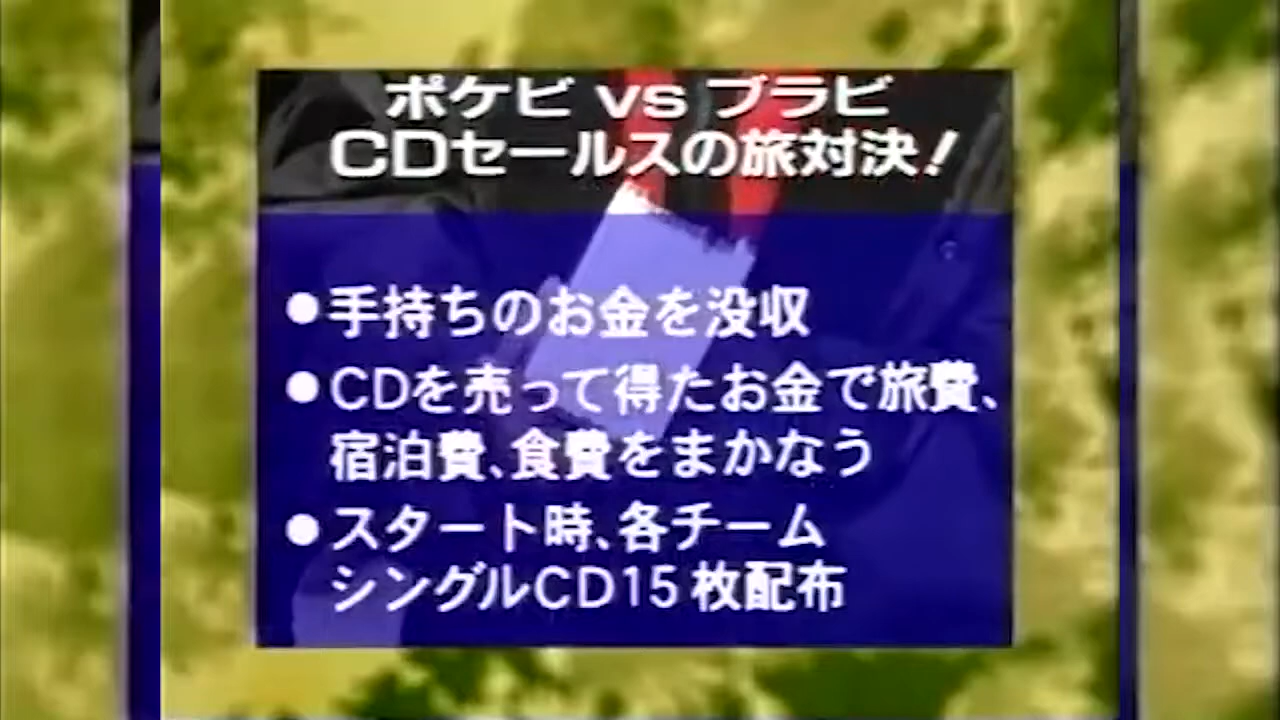 ポケビ vs ブラビ
CDセールスの旅対決!
●手持ちのお金を没収
●CDを売って得たお金で旅費、
宿泊費、食費をまかなう
●スタート時、各チーム
シングルCD15枚配布